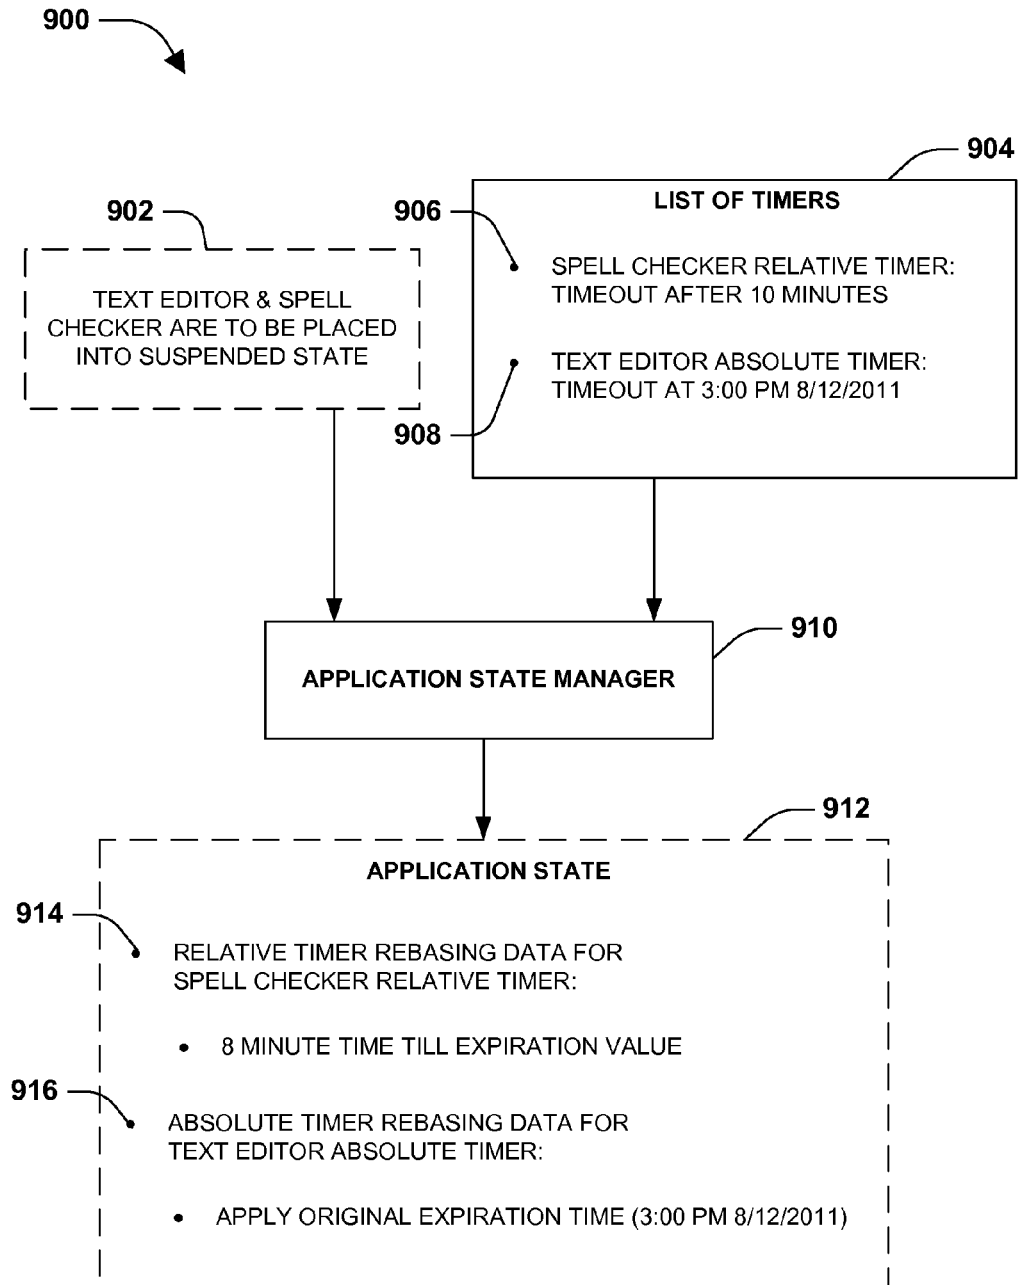 900
904
LIST OF TIMERS
902
906
SPELL CHECKER RELATIVE TIMER:
TIMEOUT AFTER 10 MINUTES
TEXT EDITOR & SPELL
CHECKER ARE TO BE PLACED
INTO SUSPENDED STATE
TEXT EDITOR ABSOLUTE TIMER:
TIMEOUT AT 3:00 PM 8/12/2011
908
910
APPLICATION STATE MANAGER
912
APPLICATION STATE
914
RELATIVE TIMER REBASING DATA FOR
SPELL CHECKER RELATIVE TIMER:
8 MINUTE TIME TILL EXPIRATION VALUE
916
ABSOLUTE TIMER REBASING DATA FOR
TEXT EDITOR ABSOLUTE TIMER:
APPLY ORIGINAL EXPIRATION TIME (3:00 PM 8/12/2011)